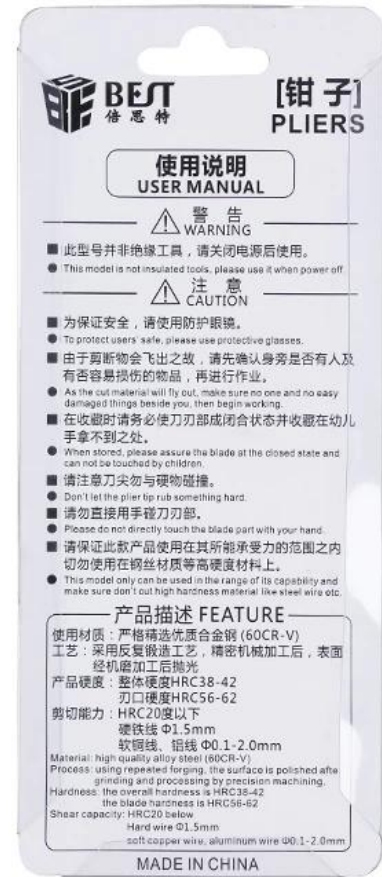 BEST
倍思特
[钳子]
PLIERS
使用说明
USER MANUAL
警 告
WARNING
■ 此型号并非绝缘工具，请关闭电源后使用。
● This model is not insulated tools, please use it when power off.
注 意
CAUTION
■ 为保证安全，请使用防护眼镜。
● To protect users' safe, please use protective glasses.
■ 由于剪断物会飞出之故，请先确认身旁是否有人及
有否容易损伤的物品，再进行作业。
● As the cut material will fly out, make sure no one and no easy
damaged things beside you, then begin working.
■ 在收藏时请务必使刀刃部成闭合状态并收藏在幼儿
手拿不到之处。
● When stored, please assure the blade at the closed state and
can not be touched by children.
■ 请注意刀尖勿与硬物碰撞。
● Don't let the plier tip rub something hard.
■ 请勿直接用手碰刀刃部。
● Please do not directly touch the blade part with your hand.
■ 请保证此款产品使用在其所能承受力的范围之内
切勿使用在钢丝材质等高硬度材料上。
● This model only can be used in the range of its capability and
make sure don't cut high hardness material like steel wire etc.
产品描述 FEATURE
使用材质：严格精选优质合金钢 (60CR-V)
工艺：采用反复锻造工艺，精密机械加工后，表面
经机磨加工后抛光
产品硬度：整体硬度HRC38-42
刃口硬度HRC56-62
剪切能力：HRC20度以下
硬铁线 Φ1.5mm
软铜线、铝线 Φ0.1-2.0mm
Material: high quality alloy steel (60CR-V)
Process: using repeated forging, the surface is polished afte
grinding and processing by precision machining.
Hardness: the overall hardness is HRC38-42
the blade hardness is HRC56-62
Shear capacity: HRC20 below
Hard wire Φ1.5mm
soft copper wire, aluminum wire Φ0.1-2.0mm
MADE IN CHINA